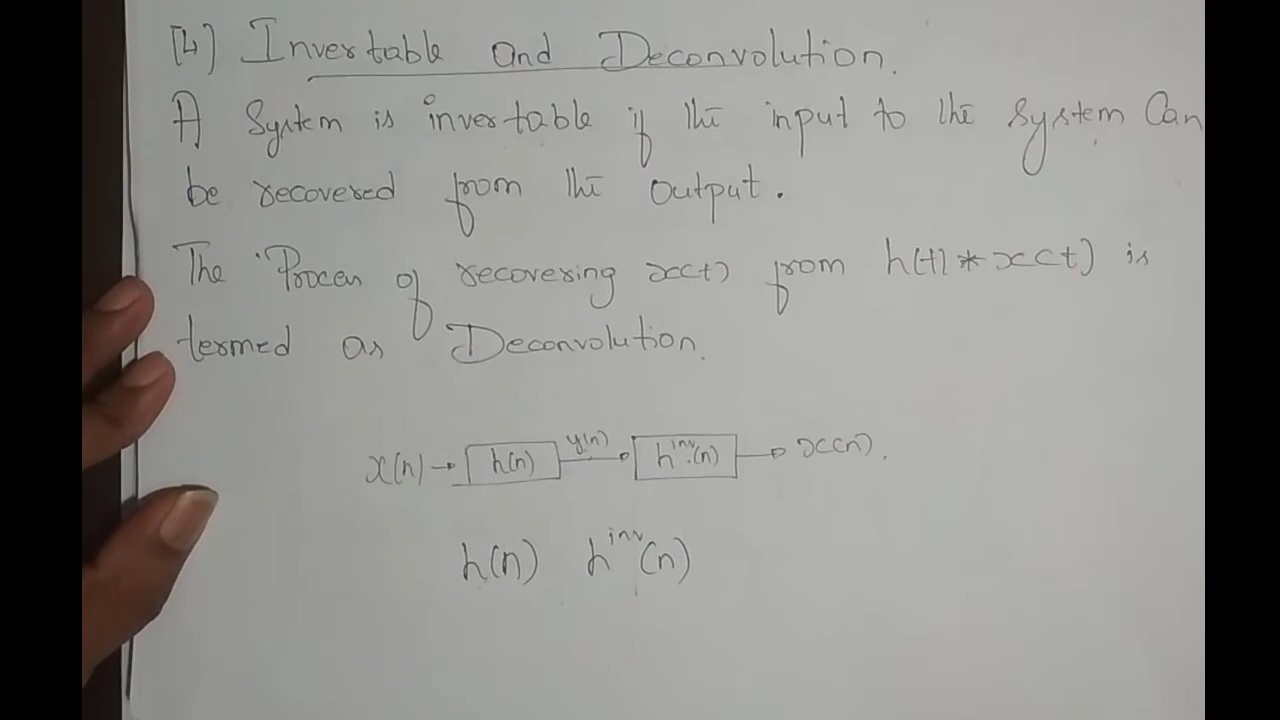 [4] Invertable and Deconvolution.
A System is invertable if the input to the System Can
be recovered from the output.
The Process of recovering x(t) from h(t) * x(t) is
termed as Deconvolution.
x(n) → h(n) y(n) → h^inv(n) → x(n).
h(n) h^inv(n)